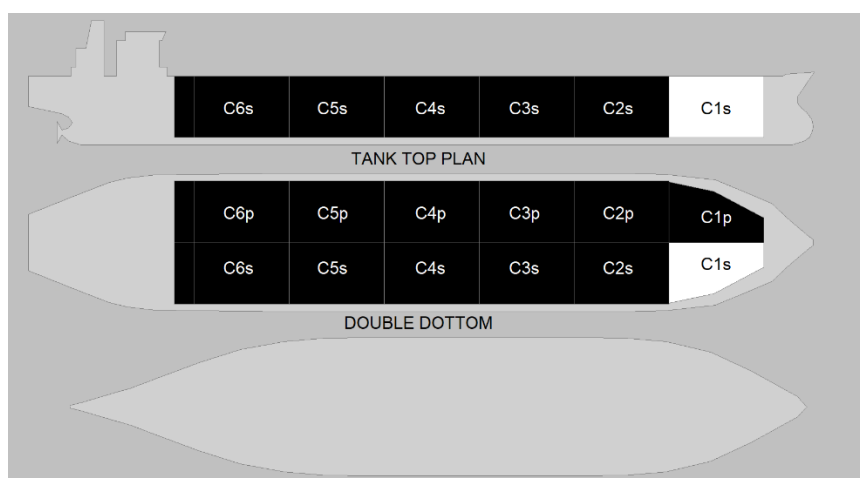 C6s C5s C4s C3s C2s C1s
TANK TOP PLAN
C6p C5p C4p C3p C2p C1p
C6s C5s C4s C3s C2s C1s
DOUBLE DOTTOM